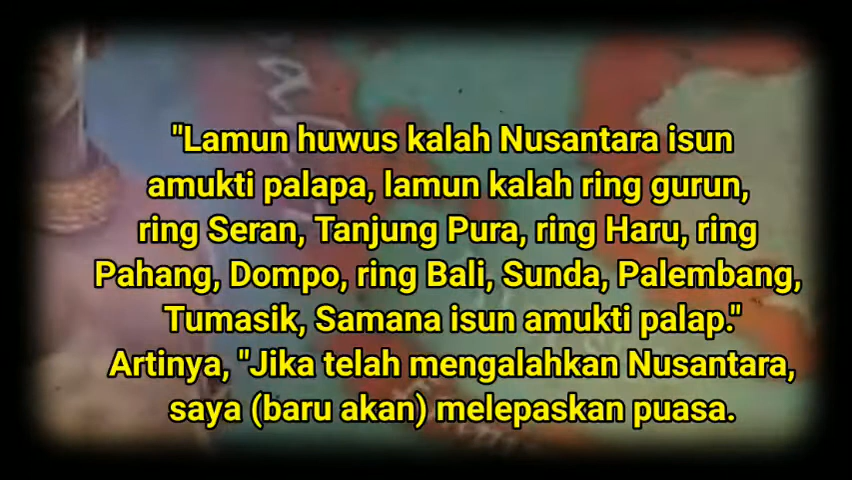 "Lamun huwus kalah Nusantara isun
amukti palapa, lamun kalah ring gurun,
ring Seran, Tanjung Pura, ring Haru, ring
Pahang, Dompo, ring Bali, Sunda, Palembang,
Tumasik, Samana isun amukti palap."
Artinya, "Jika telah mengalahkan Nusantara,
saya (baru akan) melepaskan puasa.